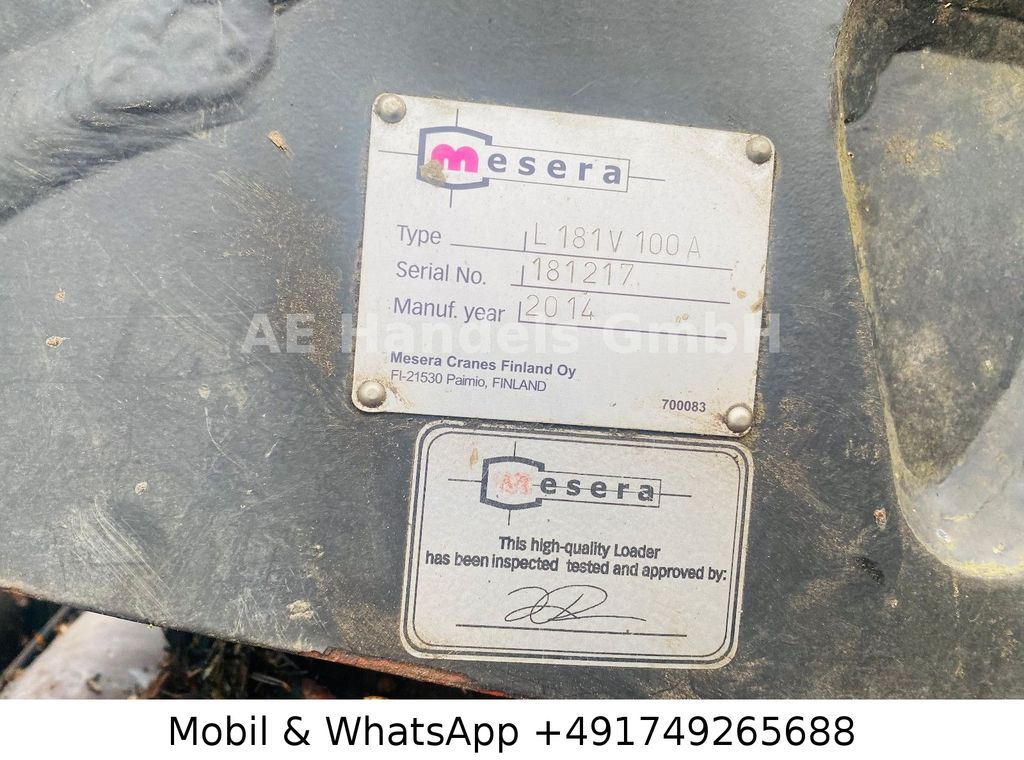 mesera
Type L 181 V 100 A
Serial No. 181217
Manuf. year 2014
AE Handels GmbH
Mesera Cranes Finland Oy
FI-21530 Paimio, FINLAND
700083
mesera
This high-quality Loader
has been inspected tested and approved by:
Mobil & WhatsApp +491749265688